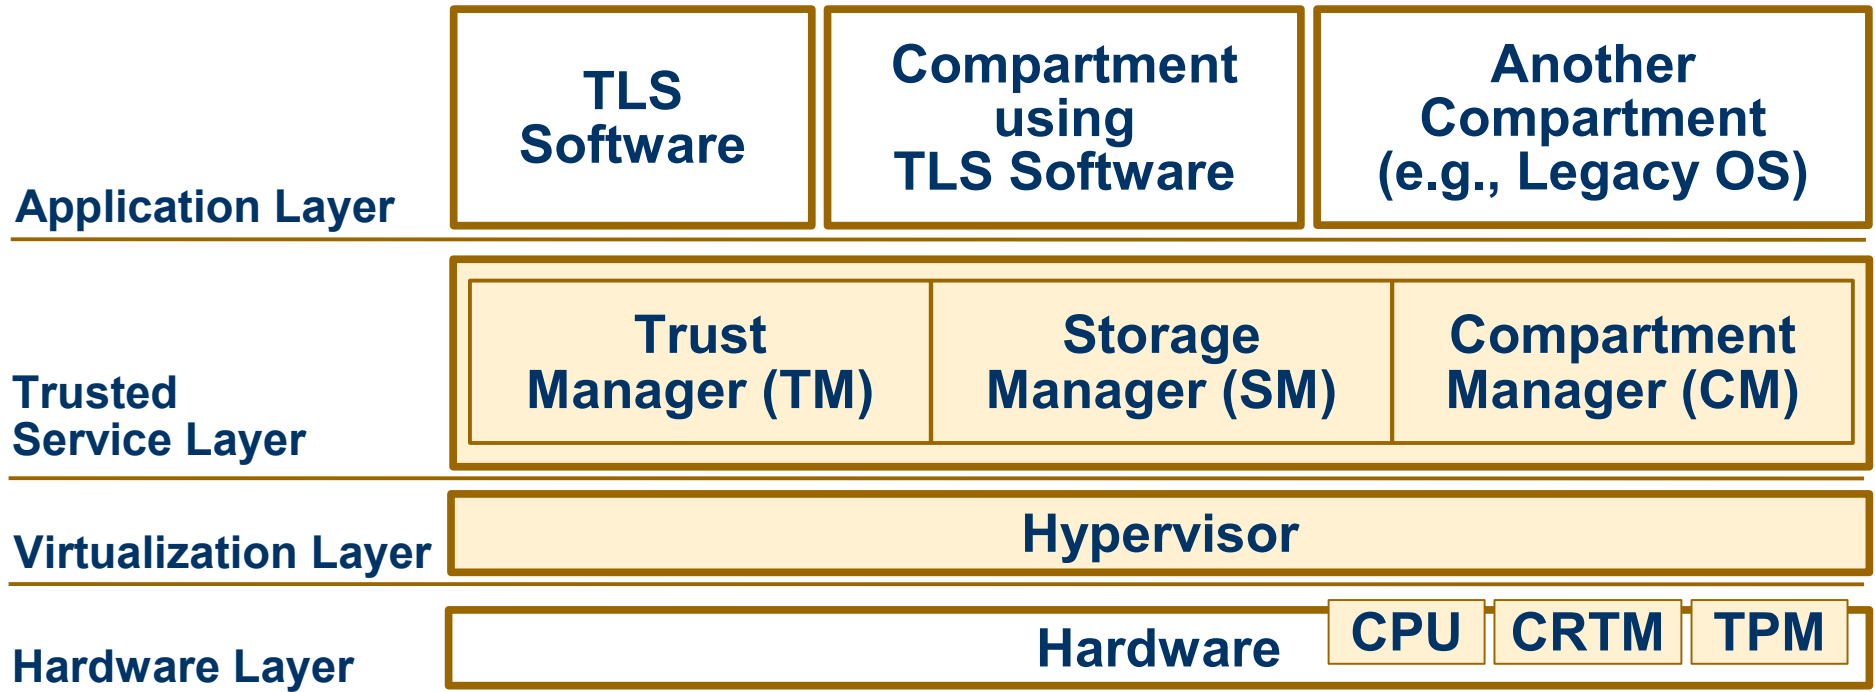 TLS
Software
Compartment
using
TLS Software
Another
Compartment
(e.g., Legacy OS)
Application Layer
Trust
Manager (TM)
Storage
Manager (SM)
Compartment
Manager (CM)
Trusted
Service Layer
Hypervisor
Virtualization Layer
Hardware
CPU
CRTM
TPM
Hardware Layer